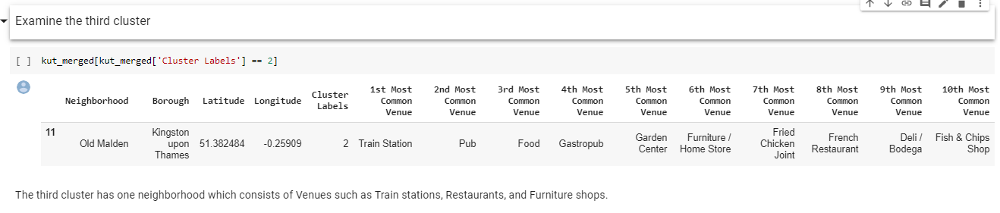 Examine the third cluster
[ ] kut_merged[kut_merged['Cluster Labels'] == 2]
Neighborhood Borough Latitude Longitude Cluster Labels 1st Most Common Venue 2nd Most Common Venue 3rd Most Common Venue 4th Most Common Venue 5th Most Common Venue 6th Most Common Venue 7th Most Common Venue 8th Most Common Venue 9th Most Common Venue 10th Most Common Venue
11 Old Malden Kingston upon Thames 51.382484 -0.25909 2 Train Station Pub Food Gastropub Garden Center Furniture / Home Store Fried Chicken Joint French Restaurant Deli / Bodega Fish & Chips Shop
The third cluster has one neighborhood which consists of Venues such as Train stations, Restaurants, and Furniture shops.